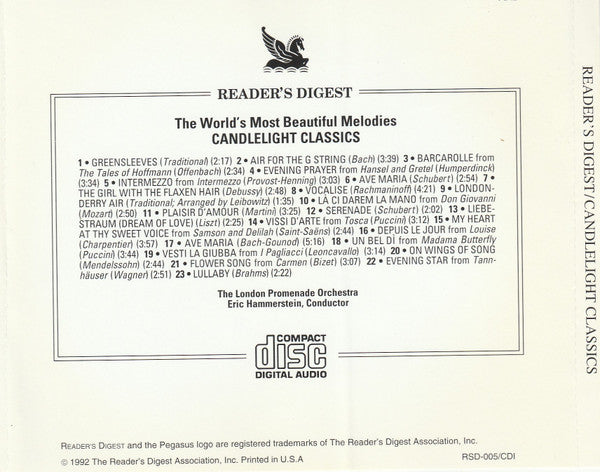 READER'S DIGEST
The World's Most Beautiful Melodies
CANDLELIGHT CLASSICS
1 • GREENSLEEVES (Traditional) (2:17) 2 • AIR FOR THE G STRING (Bach) (3:39) 3 • BARCAROLLE from
The Tales of Hoffmann (Offenbach) (2:34) 4 • EVENING PRAYER from Hansel and Gretel (Humperdinck)
(3:34) 5 • INTERMEZZO from Intermezzo (Provost-Henning) (3:03) 6 • AVE MARIA (Schubert) (2:54) 7 •
THE GIRL WITH THE FLAXEN HAIR (Debussy) (2:48) 8 • VOCALISE (Rachmaninoff) (4:21) 9 • LONDON-
DERRY AIR (Traditional; Arranged by Leibowitz) (1:35) 10 • LÀ CI DAREM LA MANO from Don Giovanni
(Mozart) (2:50) 11 • PLAISIR D'AMOUR (Martini) (3:25) 12 • SERENADE (Schubert) (2:02) 13 • LIEBE-
STRAUM (DREAM OF LOVE) (Liszt) (2:25) 14 • VISSI D'ARTE from Tosca (Puccini) (3:12) 15 • MY HEART
AT THY SWEET VOICE from Samson and Delilah (Saint-Saëns) (2:44) 16 • DEPUIS LE JOUR from Louise
(Charpentier) (3:57) 17 • AVE MARIA (Bach-Gounod) (5:16) 18 • UN BEL DÌ from Madama Butterfly
(Puccini) (3:44) 19 • VESTI LA GIUBBA from I Pagliacci (Leoncavallo) (3:14) 20 • ON WINGS OF SONG
(Mendelssohn) (2:44) 21 • FLOWER SONG from Carmen (Bizet) (3:07) 22 • EVENING STAR from Tann-
häuser (Wagner) (2:51) 23 • LULLABY (Brahms) (2:22)
The London Promenade Orchestra
Eric Hammerstein, Conductor
COMPACT
disc
DIGITAL AUDIO
READER'S DIGEST and the Pegasus logo are registered trademarks of The Reader's Digest Association, Inc.
© 1992 The Reader's Digest Association, Inc. Printed in U.S.A
RSD-005/CDI
READER'S DIGEST/CANDLELIGHT CLASSICS